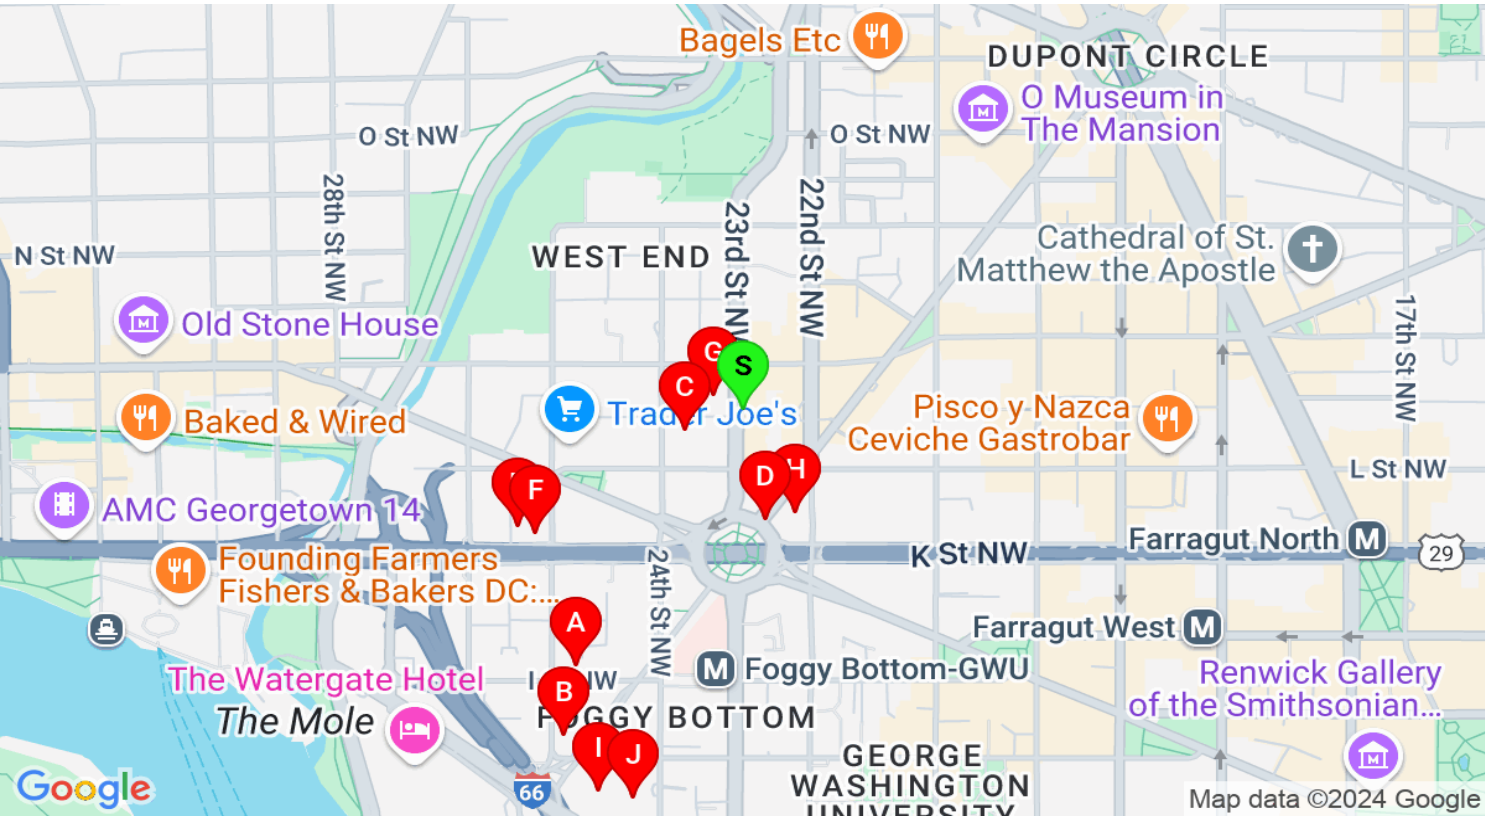 Bagels Etc
DUPONT CIRCLE
O Museum in
The Mansion
O St NW
O St NW
28th St NW
23rd St NW
22nd St NW
N St NW
WEST END
Cathedral of St.
Matthew the Apostle
17th St NW
Old Stone House
G
S
C
Trader Joe's
Baked & Wired
Pisco y Nazca
Ceviche Gastrobar
L St NW
D
H
F
AMC Georgetown 14
K St NW
Farragut North
M
29
Founding Farmers
Fishers & Bakers DC:...
24th St NW
A
Farragut West
M
M
Foggy Bottom-GWU
The Watergate Hotel
The Mole
I
NW
B
FOGGY BOTTOM
Renwick Gallery
of the Smithsonian...
I
J
GEORGE
WASHINGTON
UNIVERSITY
66
Google
Map data ©2024 Google